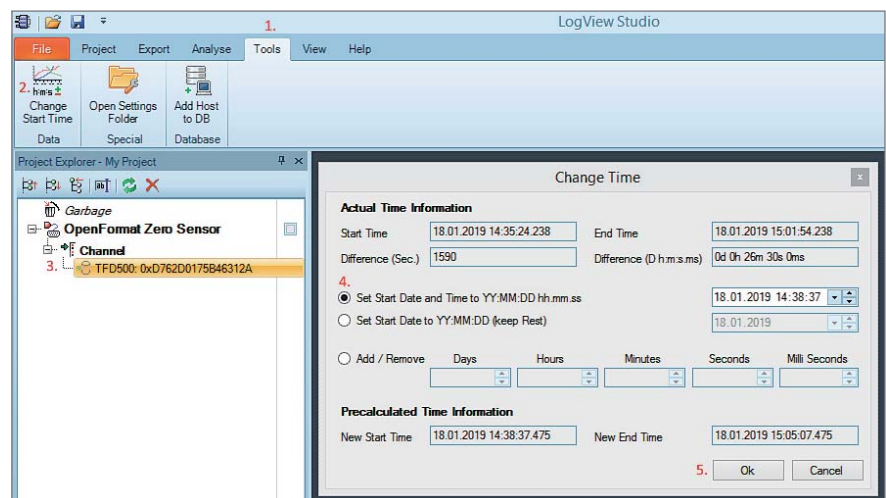 LogView Studio
1.
File Project Export Analyse Tools View Help
2. h:m:s ±
Change Start Time
Open Settings Folder
Add Host to DB
Data Special Database
Project Explorer - My Project
Garbage
OpenFormat Zero Sensor
Channel
3. TFD500: 0xD762D0175B46312A
Change Time
Actual Time Information
Start Time 18.01.2019 14:35:24.238 End Time 18.01.2019 15:01:54.238
Difference (Sec.) 1590 Difference (D h:m:s.ms) 0d 0h 26m 30s 0ms
4.
Set Start Date and Time to YY:MM:DD hh.mm.ss 18.01.2019 14:38:37
Set Start Date to YY:MM:DD (keep Rest) 18.01.2019
Add / Remove Days Hours Minutes Seconds Milli Seconds
Precalculated Time Information
New Start Time 18.01.2019 14:38:37.475 New End Time 18.01.2019 15:05:07.475
5. Ok Cancel